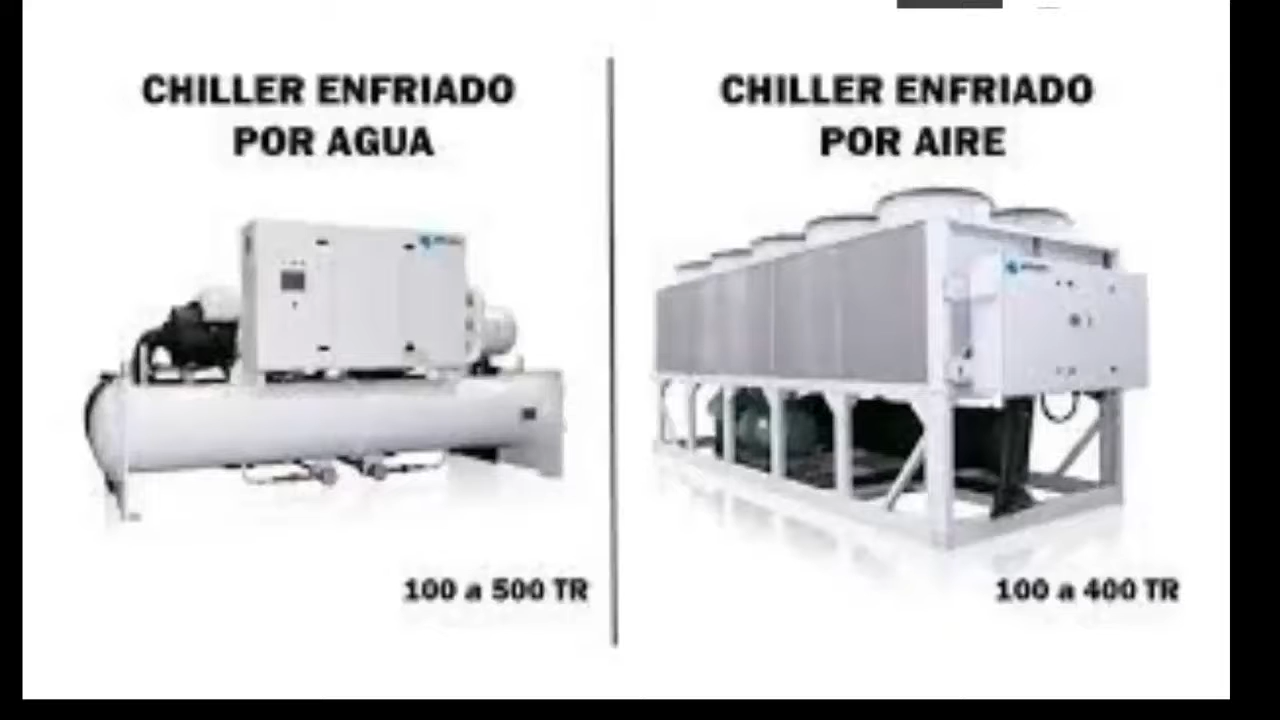 CHILLER ENFRIADO
POR AGUA
100 a 500 TR
CHILLER ENFRIADO
POR AIRE
100 a 400 TR